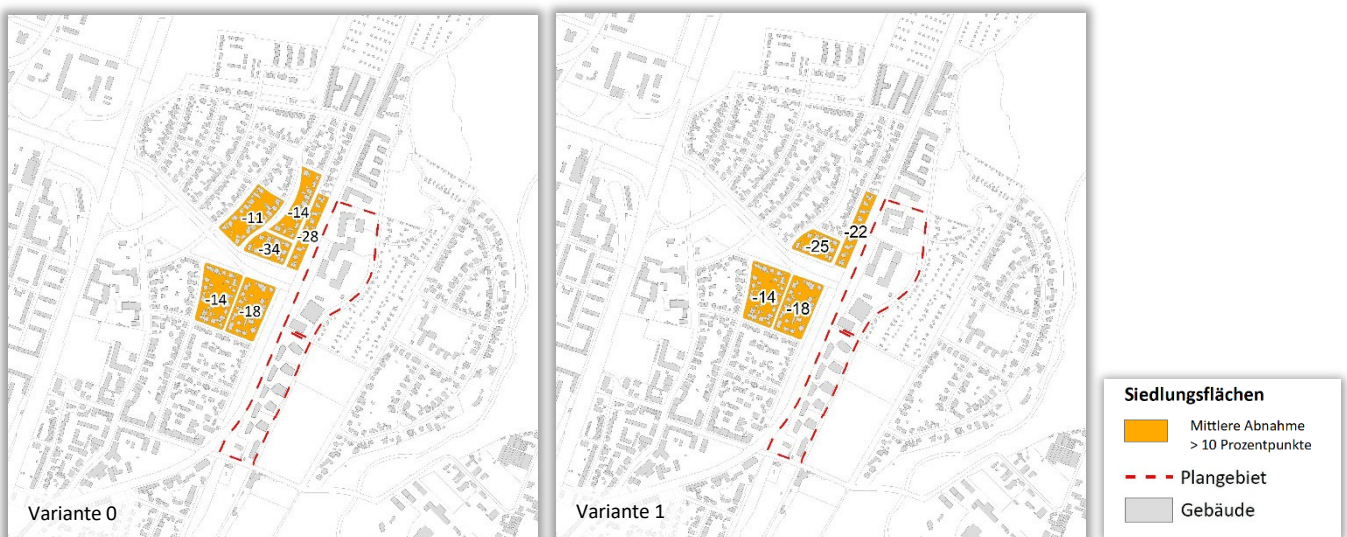 -11
-14
-28
-34
-14
-18
Variante 0
-22
-25
-14
-18
Variante 1
Siedlungsflächen
Mittlere Abnahme
> 10 Prozentpunkte
Plangebiet
Gebäude